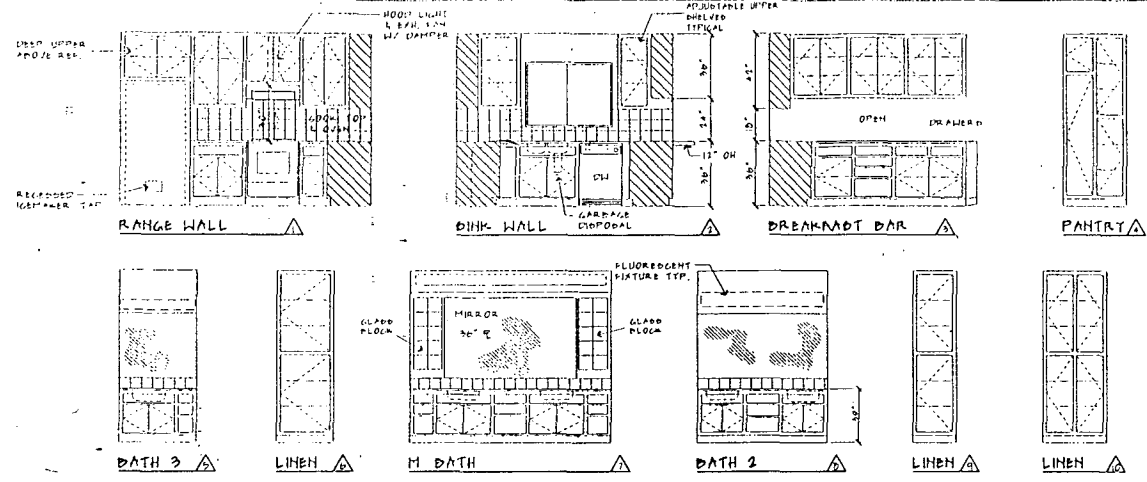 HOOD LIGHT
& EXH. FAN
W/ DAMPER
ADJUSTABLE UPPER
SHELVES
TYPICAL
DEEP UPPER
ABOVE REF.
36"
24"
36"
42"
18"
36"
COOK TOP
& OVEN
OPEN
DRAWERS
12" OH
DW
RECESSED
ICEMAKER TAP
GARBAGE
DISPOSAL
RANGE WALL 1
SINK WALL 2
BREAKFAST BAR 3
PANTRY
FLUORESCENT
FIXTURE TYP.
GLASS
BLOCK
MIRROR
36"
GLASS
BLOCK
BATH 3 5
LINEN 6
M BATH 7
BATH 2 8
LINEN 9
LINEN 10